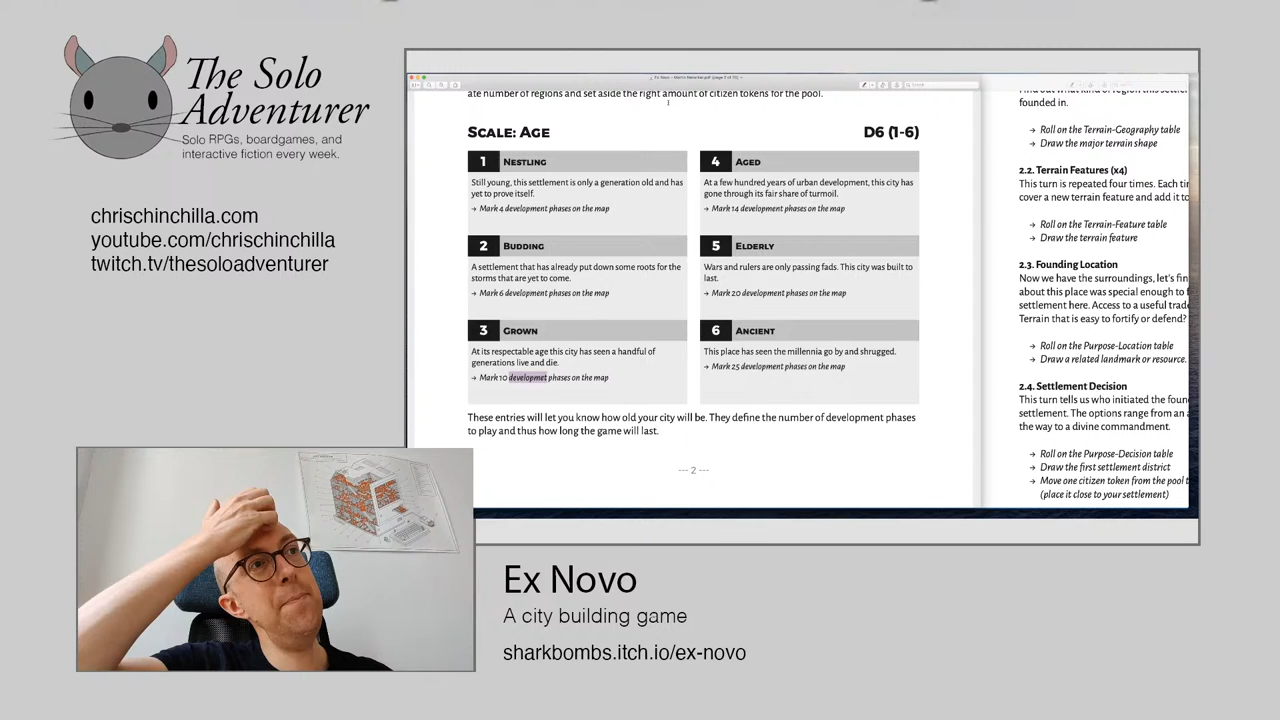 The Solo
Adventurer
Solo RPGs, boardgames, and
interactive fiction every week.
chrischinchilla.com
youtube.com/chrischinchilla
twitch.tv/thesoloadventurer
ate number of regions and set aside the right amount of citizen tokens for the pool.
SCALE: AGE
D6 (1-6)
1 NESTLING
Still young, this settlement is only a generation old and has
yet to prove itself.
→ Mark 4 development phases on the map
2 BUDDING
A settlement that has already put down some roots for the
storms that are yet to come.
→ Mark 6 development phases on the map
3 GROWN
At its respectable age this city has seen a handful of
generations live and die.
→ Mark 10 developmet phases on the map
4 AGED
At a few hundred years of urban development, this city has
gone through its fair share of turmoil.
→ Mark 14 development phases on the map
5 ELDERLY
Wars and rulers are only passing fads. This city was built to
last.
→ Mark 20 development phases on the map
6 ANCIENT
This place has seen the millennia go by and shrugged.
→ Mark 25 development phases on the map
These entries will let you know how old your city will be. They define the number of development phases
to play and thus how long the game will last.
--- 2 ---
founded in.
→ Roll on the Terrain-Geography table
→ Draw the major terrain shape
2.2. Terrain Features (x4)
This turn is repeated four times. Each tir
cover a new terrain feature and add it to
→ Roll on the Terrain-Feature table
→ Draw the terrain feature
2.3. Founding Location
Now we have the surroundings, let's fin
about this place was special enough to f
settlement here. Access to a useful trade
Terrain that is easy to fortify or defend?
→ Roll on the Purpose-Location table
→ Draw a related landmark or resource.
2.4. Settlement Decision
This turn tells us who initiated the found
settlement. The options range from an a
the way to a divine commandment.
→ Roll on the Purpose-Decision table
→ Draw the first settlement district
→ Move one citizen token from the pool t
(place it close to your settlement)
Ex Novo
A city building game
sharkbombs.itch.io/ex-novo